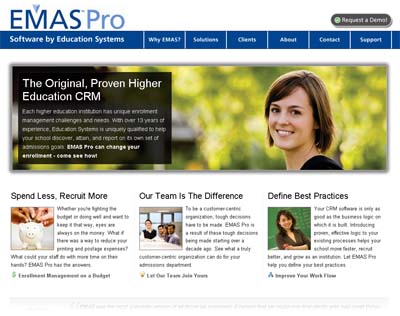 EMAS Pro
Software by Education Systems
Request a Demo!
Why EMAS?
Solutions
Clients
About
Contact
Support
The Original, Proven Higher
Education CRM
Each higher education institution has unique enrollment
management challenges and needs. With over 13 years of
experience, Education Systems is uniquely qualified to help
your school discover, attain, and report on its own set of
admissions goals. EMAS Pro can change your
enrollment - come see how!
Spend Less, Recruit More
Whether you're fighting the
budget or doing well and want to
keep it that way, eyes are
always on the money. What if
there was a way to reduce your
printing and postage expenses?
What could your staff do with more time on their
hands? EMAS Pro has the answers.
Enrollment Management on a Budget
Our Team Is The Difference
To be a customer-centric
organization, tough decisions
have to be made. EMAS Pro is
a result of these tough decisions
being made starting over a
decade ago. See what a truly
customer-centric organization can do for your
admissions department.
Let Our Team Join Yours
Define Best Practices
Your CRM software is only as
good as the business logic on
which it is built. Introducing
proven, effective logic to your
existing processes helps your
school move faster, recruit
better, and grow as an institution. Let EMAS Pro
help you define your best practices.
Improve Your Work Flow